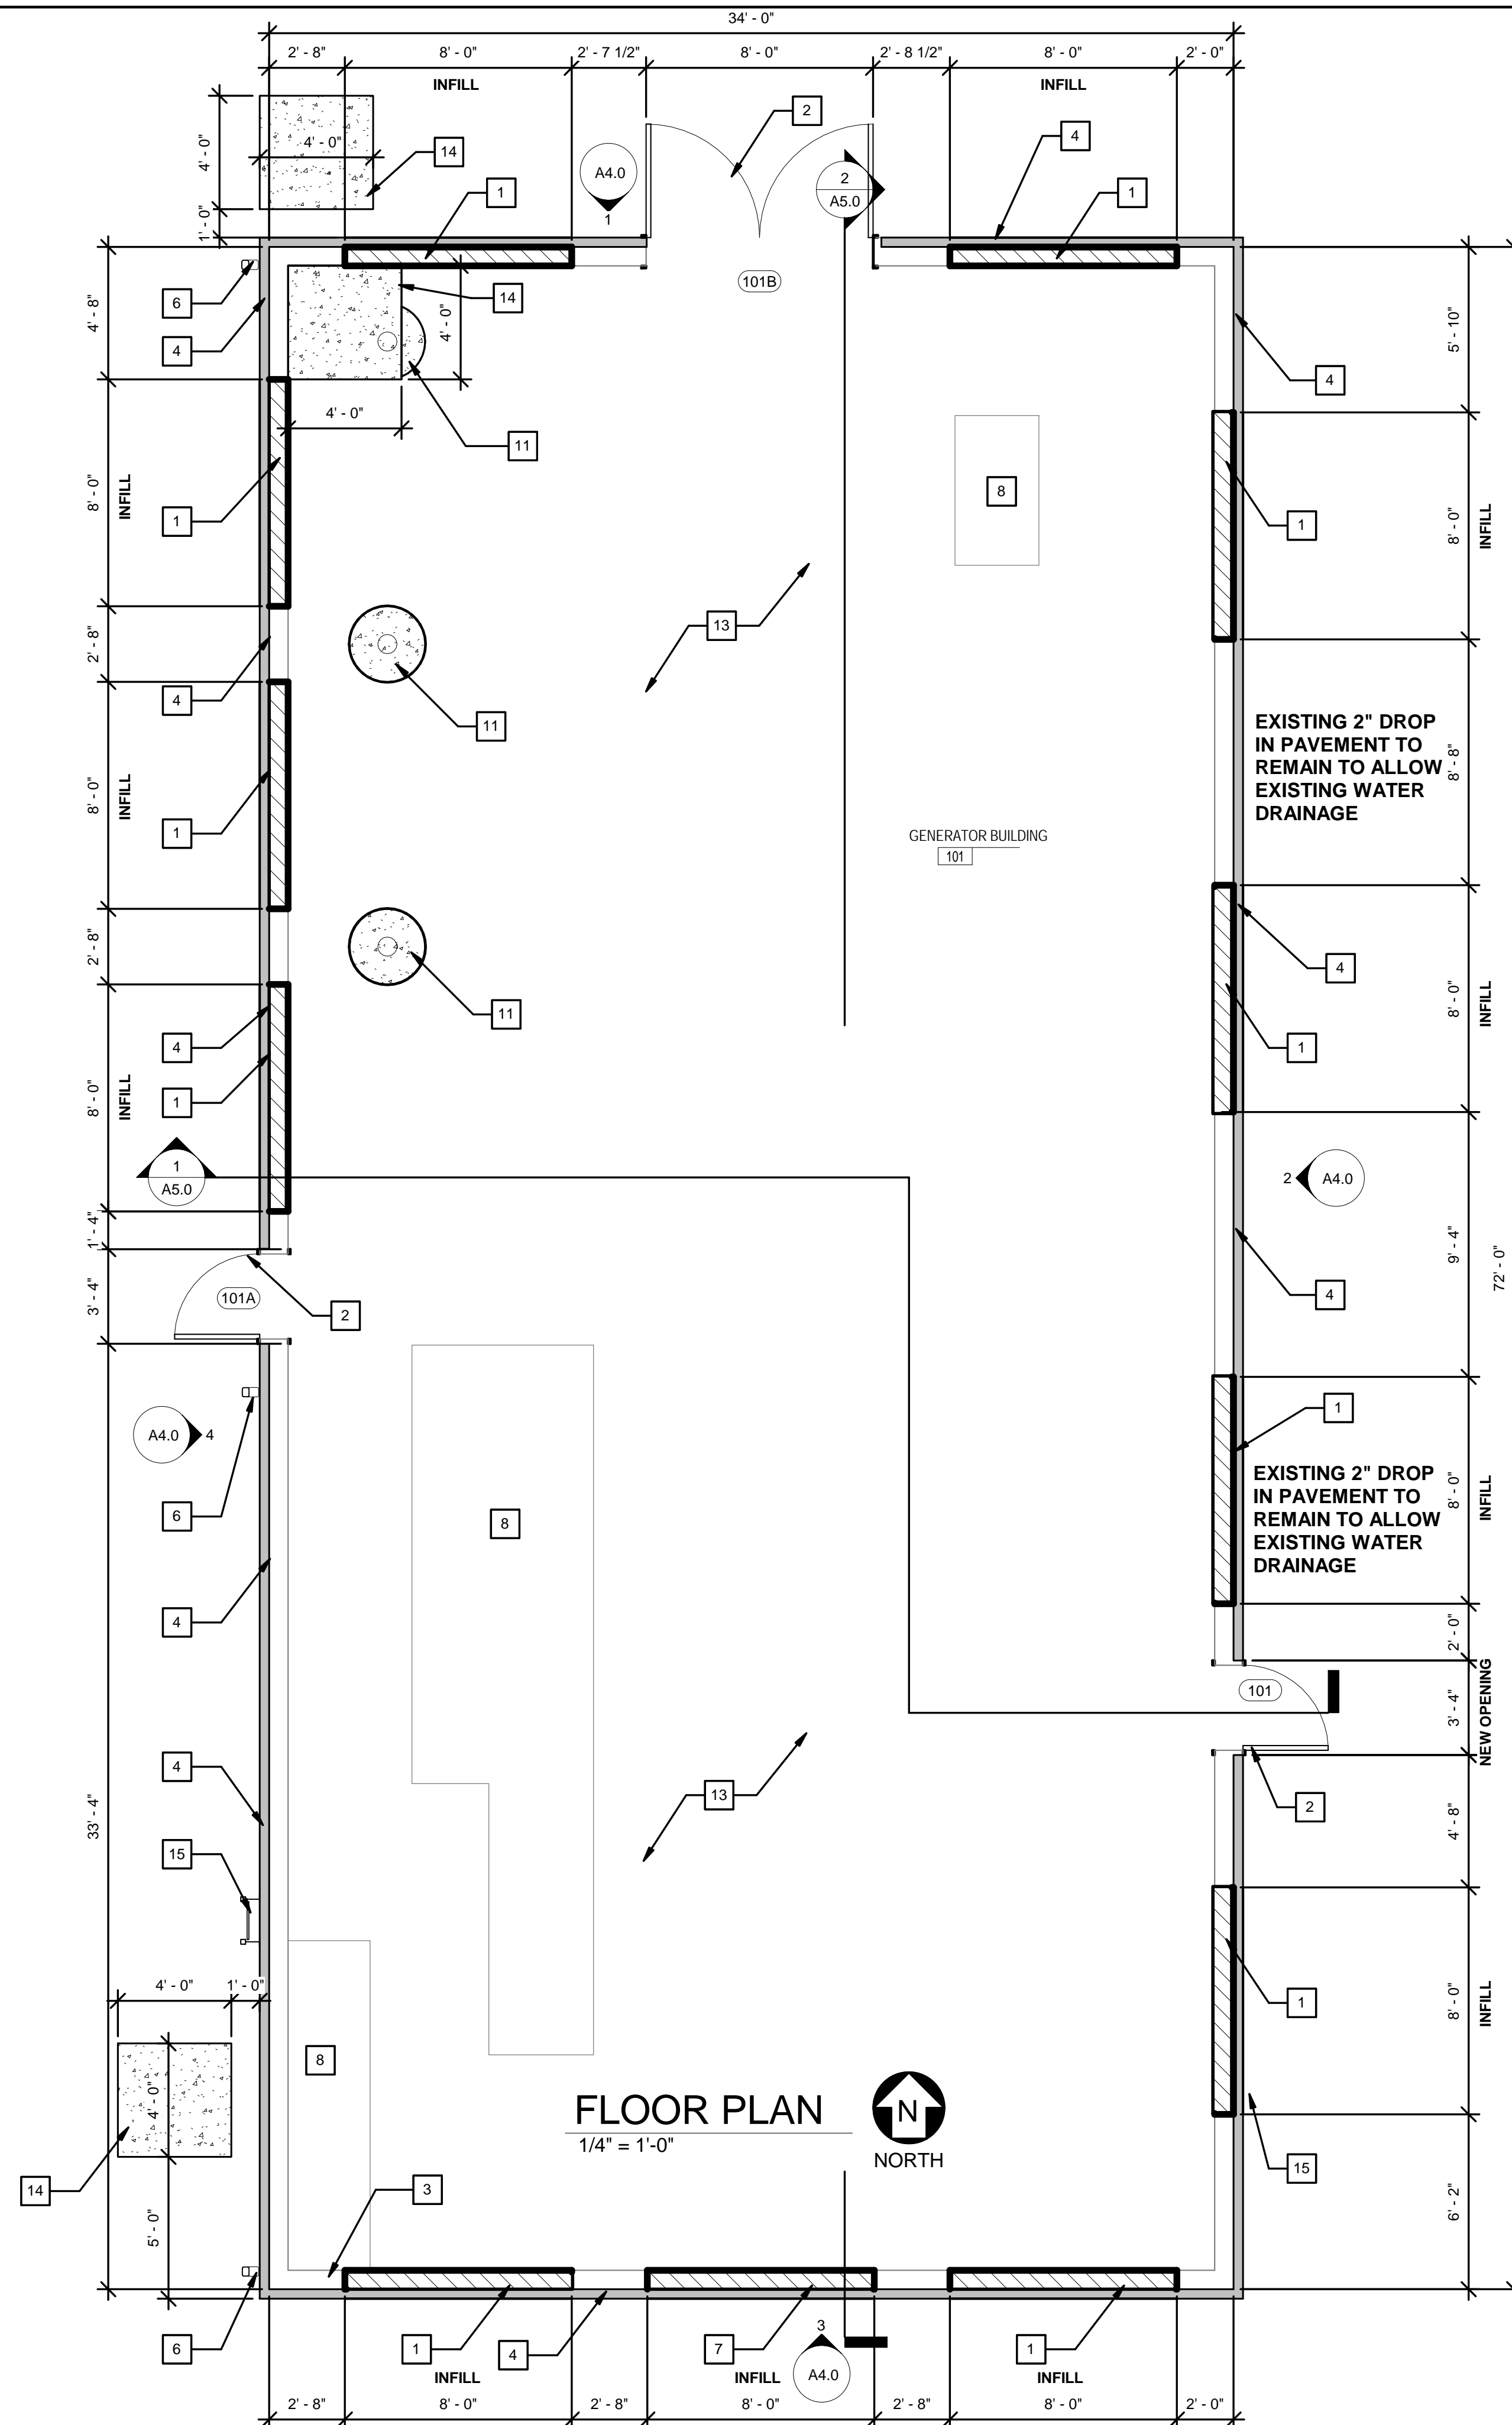 34' - 0"
2' - 8" 8' - 0" 2' - 7 1/2" 8' - 0" 2' - 8 1/2" 8' - 0" 2' - 0"
INFILL INFILL
2
4
4' - 0"
4' - 0"
14
A4.0
1
2
A5.0
1
1
1' - 0"
101B
6
14
4' - 8"
4' - 0"
5' - 10"
4
4
4' - 0"
11
8' - 0"
INFILL
1
8
1
8' - 0"
INFILL
13
2' - 8"
4
11
EXISTING 2" DROP
IN PAVEMENT TO
REMAIN TO ALLOW
EXISTING WATER
DRAINAGE
8' - 8"
8' - 0"
INFILL
1
GENERATOR BUILDING
101
2' - 8"
4
11
8' - 0"
INFILL
4
1
1
8' - 0"
INFILL
1
A5.0
2 A4.0
1' - 4"
9' - 4"
72' - 0"
3' - 4"
101A
2
4
A4.0 4
1
8
6
EXISTING 2" DROP
IN PAVEMENT TO
REMAIN TO ALLOW
EXISTING WATER
DRAINAGE
8' - 0"
INFILL
4
2' - 0"
101
3' - 4"
NEW OPENING
4
13
2
33' - 4"
4' - 8"
15
4' - 0" 1' - 0"
1
8' - 0"
INFILL
8
4' - 0"
FLOOR PLAN
1/4" = 1'-0"
N
NORTH
14
3
15
5' - 0"
6' - 2"
6
1
4
7
3
A4.0
1
INFILL INFILL INFILL
2' - 8" 8' - 0" 2' - 8" 8' - 0" 2' - 8" 8' - 0" 2' - 0"